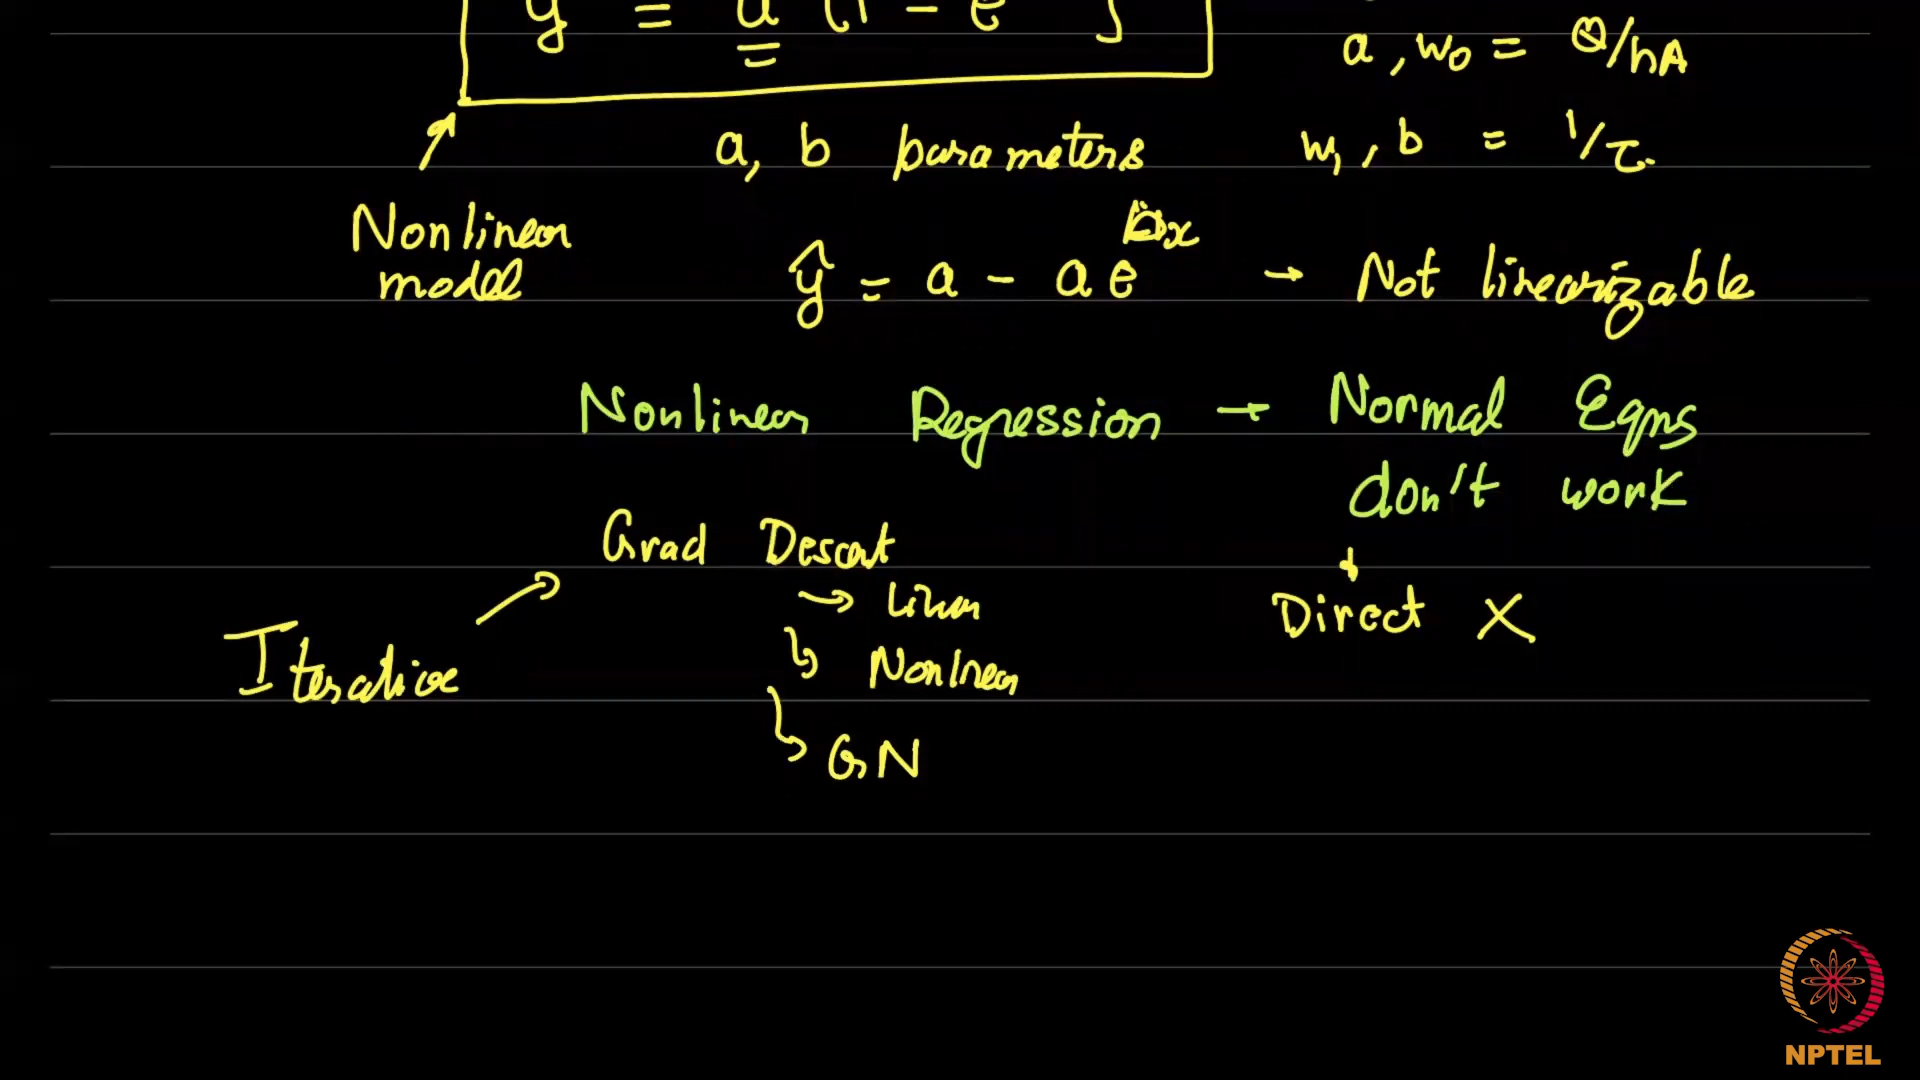 ŷ = a (1 - e ]
a, w0 = Q/hA
a, b parameters w1, b = 1/τ
Nonlinear
model
ŷ = a - a e^bx → Not linearizable
Nonlinear Regression → Normal Eqns
don't work
Grad Descent
→ Linear
Direct X
Iterative
Nonlinear
GN
NPTEL